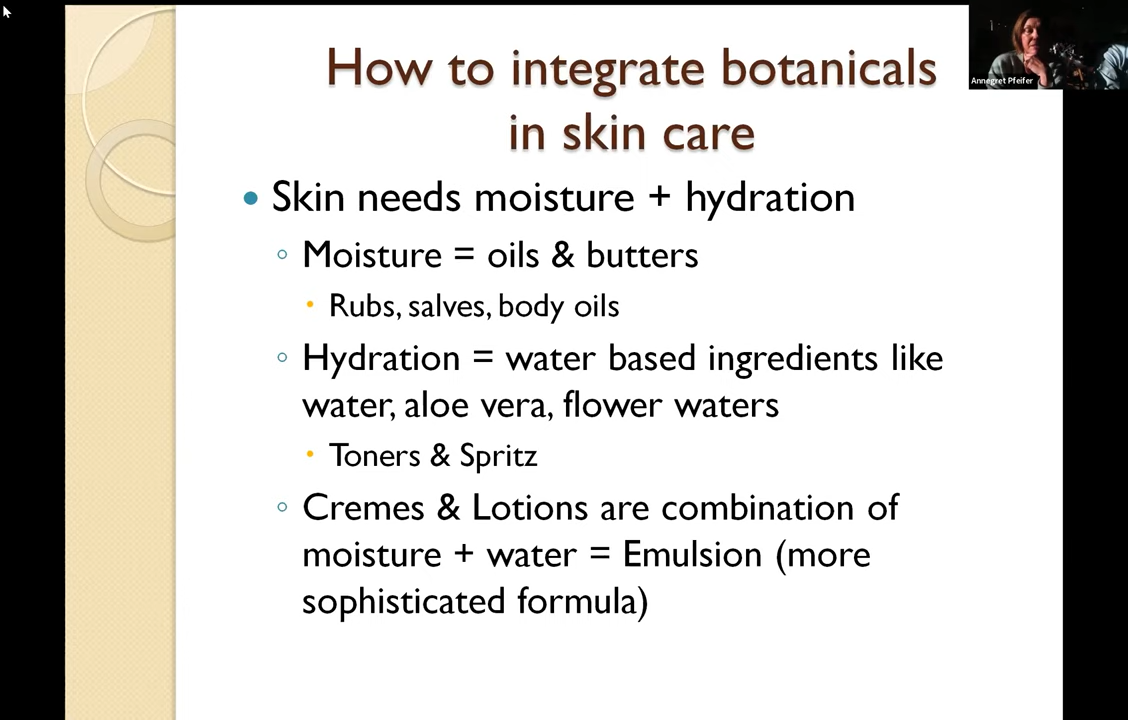 How to integrate botanicals
in skin care
Annegret Pfeifer
• Skin needs moisture + hydration
◦ Moisture = oils & butters
▪ Rubs, salves, body oils
◦ Hydration = water based ingredients like
water, aloe vera, flower waters
▪ Toners & Spritz
◦ Cremes & Lotions are combination of
moisture + water = Emulsion (more
sophisticated formula)